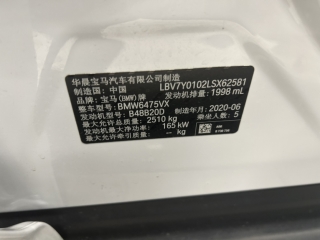 华晨宝马汽车有限公司制造
制造国：中国 LBV7Y0102LSX62581
品牌：宝马(BMW)牌 发动机排量：1998 mL
整车型号：BMW6475VX
发动机型号：B48B20D 制造年月：2020-06
最大允许总质量：2510 kg 乘坐人数：5
发动机最大净功率：165 kW